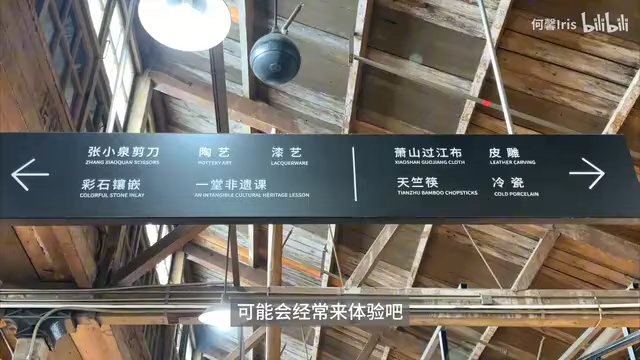 何馨Iris bilibili
张小泉剪刀 陶艺 漆艺
ZHANG XIAOQUAN SCISSORS POTTERY ART LACQUERWARE
彩石镶嵌 一堂非遗课
COLORFUL STONE INLAY AN INTANGIBLE CULTURAL HERITAGE LESSON
萧山过江布 皮雕
XIAOSHAN GUOJIANG CLOTH LEATHER CARVING
天竺筷 冷瓷
TIANZHU BAMBOO CHOPSTICKS COLD PORCELAIN
可能会经常来体验吧